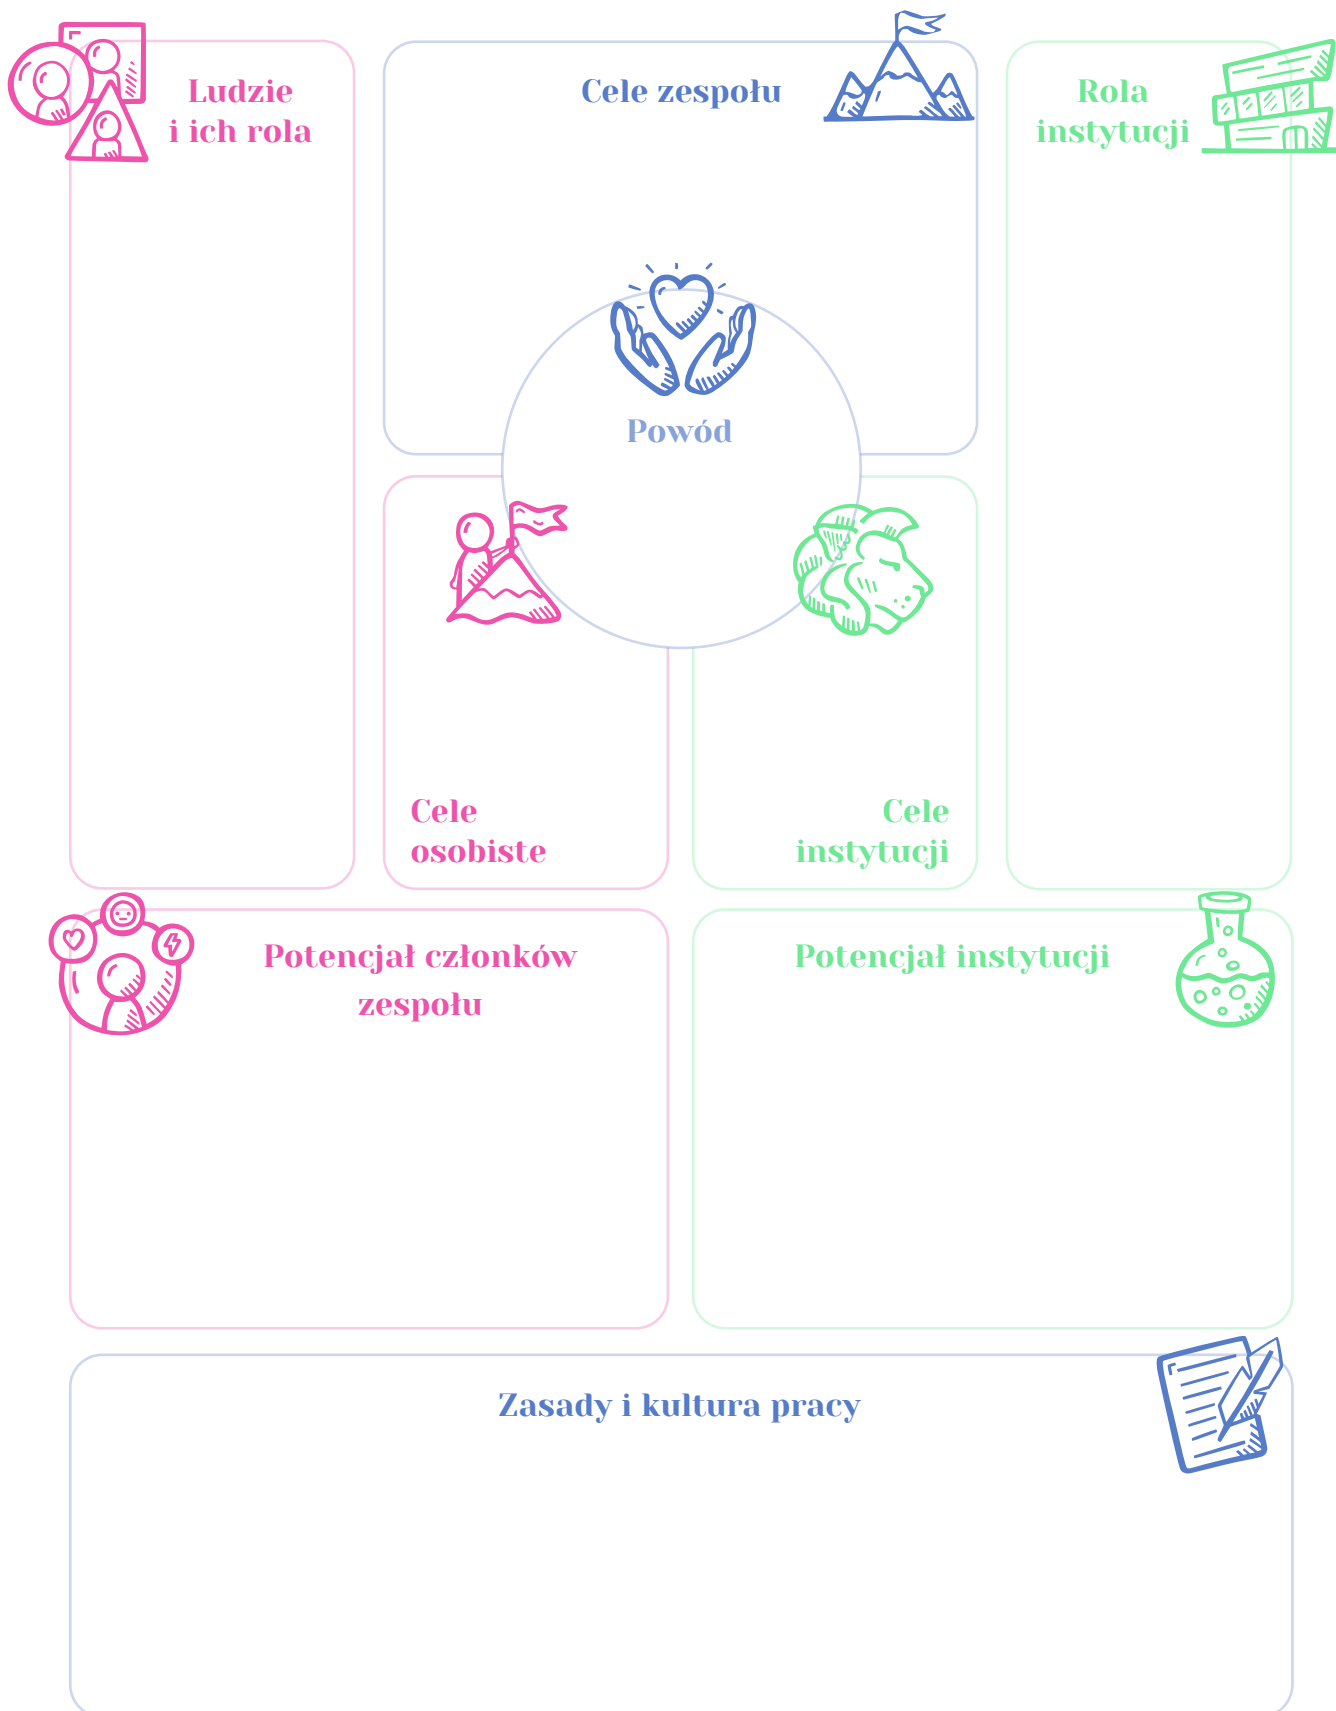 Ludzie
i ich rola
Cele zespołu
Rola
instytucji
Powód
Cele
osobiste
Cele
instytucji
Potencjał członków
zespołu
Potencjał instytucji
Zasady i kultura pracy